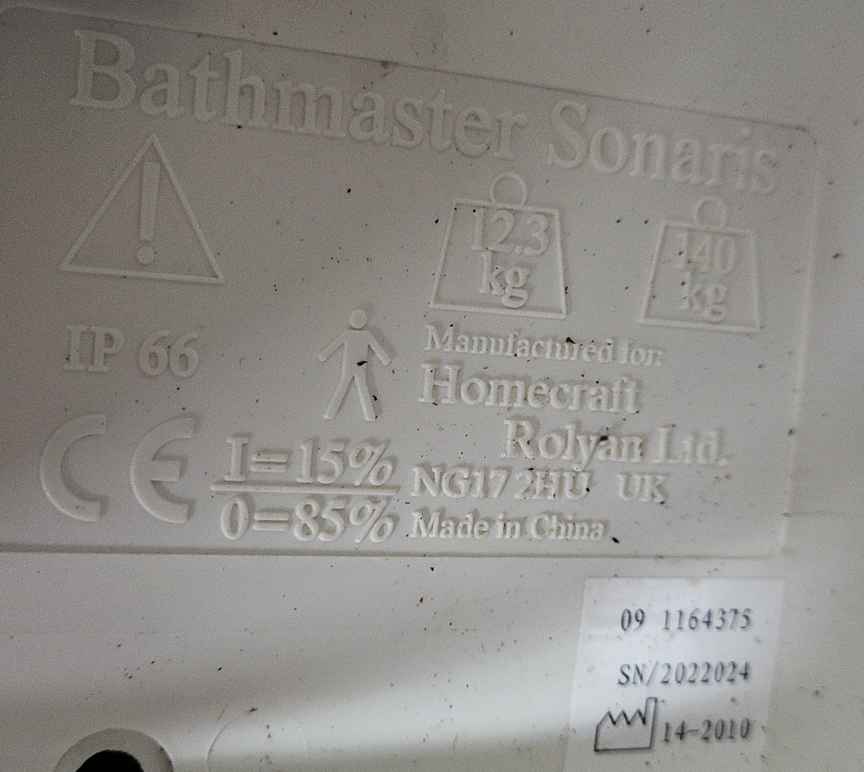 Bathmaster Sonaris
12.3
kg
140
kg
IP 66
Manufactured for:
Homecraft
Rolyan Ltd.
CE
I=15%
0=85%
NG17 2HU UK
Made in China
09 1164375
SN/2022024
14-2010